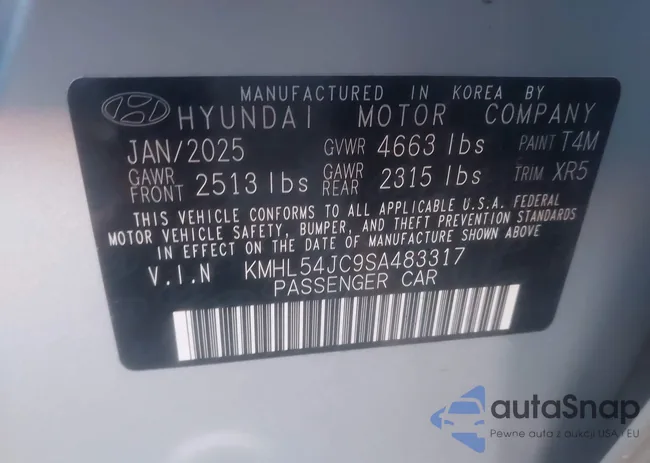 MANUFACTURED IN KOREA BY
HYUNDAI MOTOR COMPANY
JAN/2025 GVWR 4663 lbs PAINT T4M
GAWR FRONT 2513 lbs GAWR REAR 2315 lbs TRIM XR5
THIS VEHICLE CONFORMS TO ALL APPLICABLE U.S.A. FEDERAL
MOTOR VEHICLE SAFETY, BUMPER, AND THEFT PREVENTION STANDARDS
IN EFFECT ON THE DATE OF MANUFACTURE SHOWN ABOVE.
V.I.N KMHL54JC9SA483317
PASSENGER CAR
autaSnap
Pewne auta z aukcji USA i EU